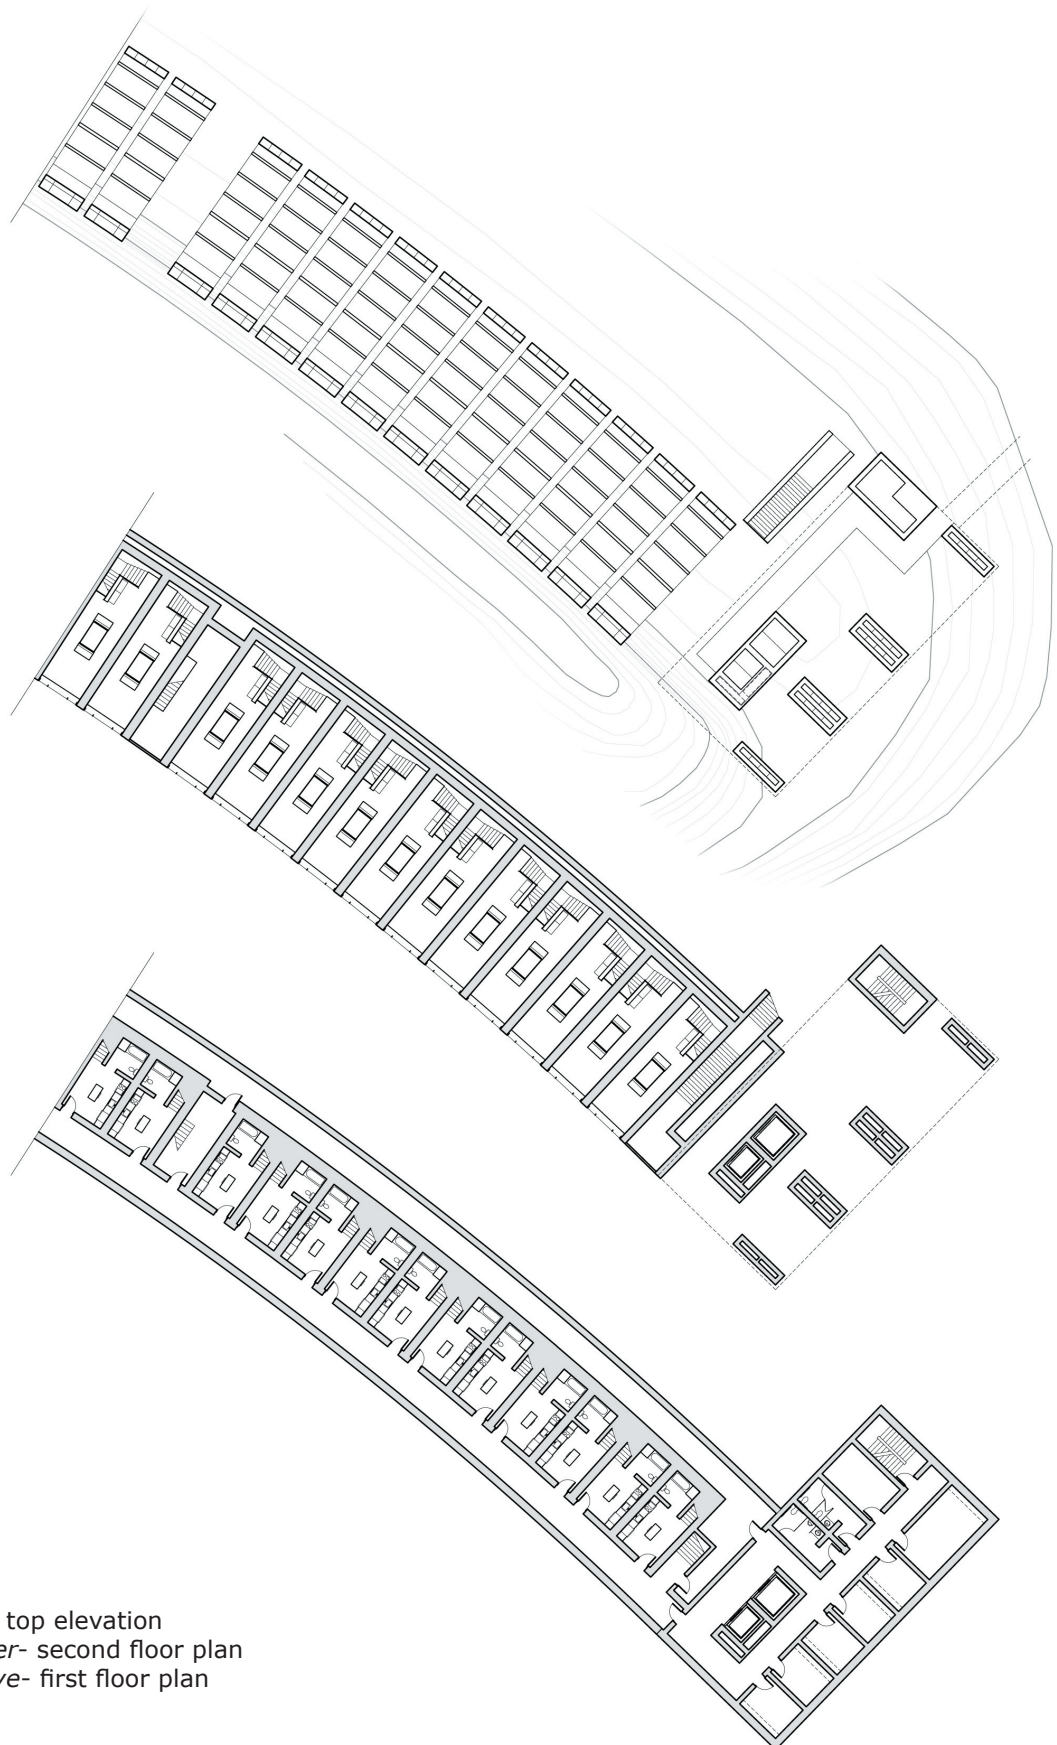 top elevation
er- second floor plan
ve- first floor plan